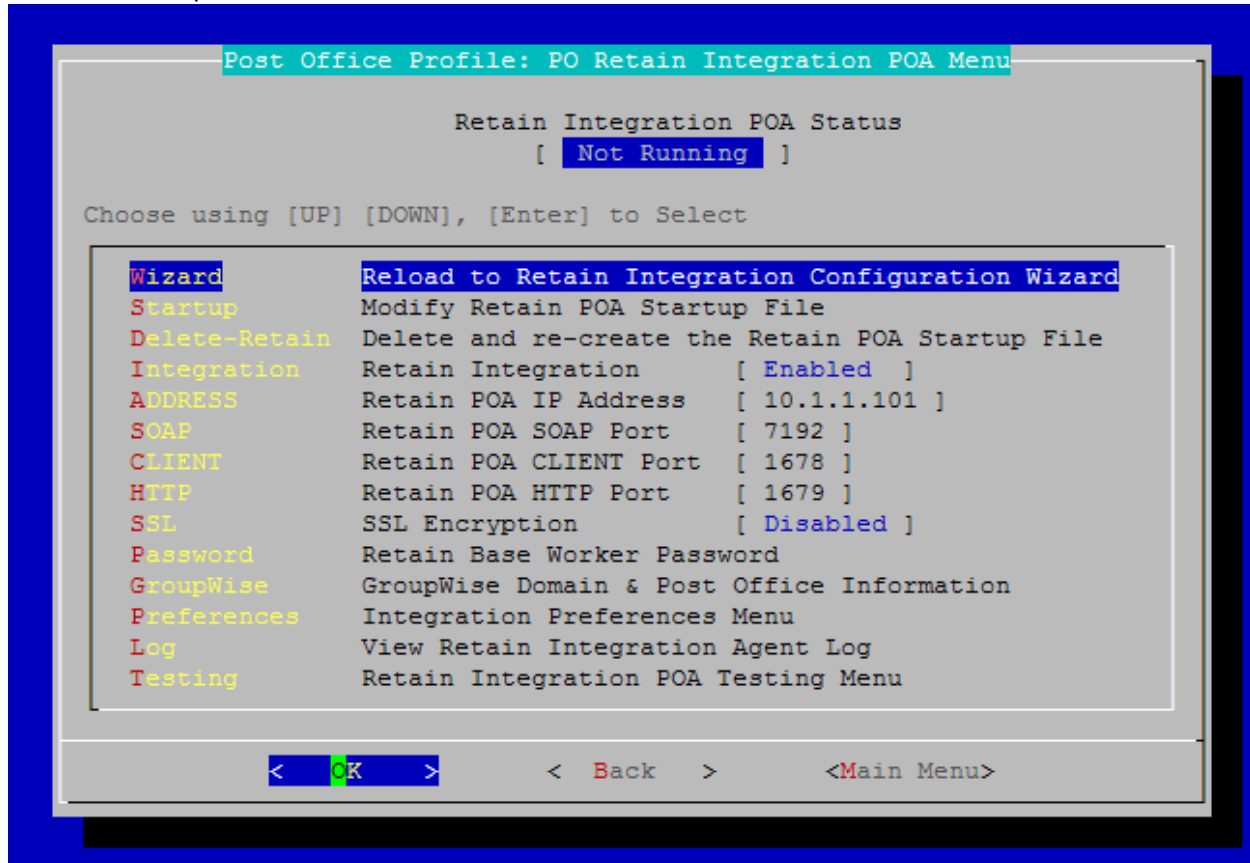 Post Office Profile: PO Retain Integration POA Menu
Retain Integration POA Status
[ Not Running ]
Choose using [UP] [DOWN], [Enter] to Select
Wizard Reload to Retain Integration Configuration Wizard
Startup Modify Retain POA Startup File
Delete-Retain Delete and re-create the Retain POA Startup File
Integration Retain Integration [ Enabled ]
ADDRESS Retain POA IP Address [ 10.1.1.101 ]
SOAP Retain POA SOAP Port [ 7192 ]
CLIENT Retain POA CLIENT Port [ 1678 ]
HTTP Retain POA HTTP Port [ 1679 ]
SSL SSL Encryption [ Disabled ]
Password Retain Base Worker Password
GroupWise GroupWise Domain & Post Office Information
Preferences Integration Preferences Menu
Log View Retain Integration Agent Log
Testing Retain Integration POA Testing Menu
< OK > < Back > <Main Menu>